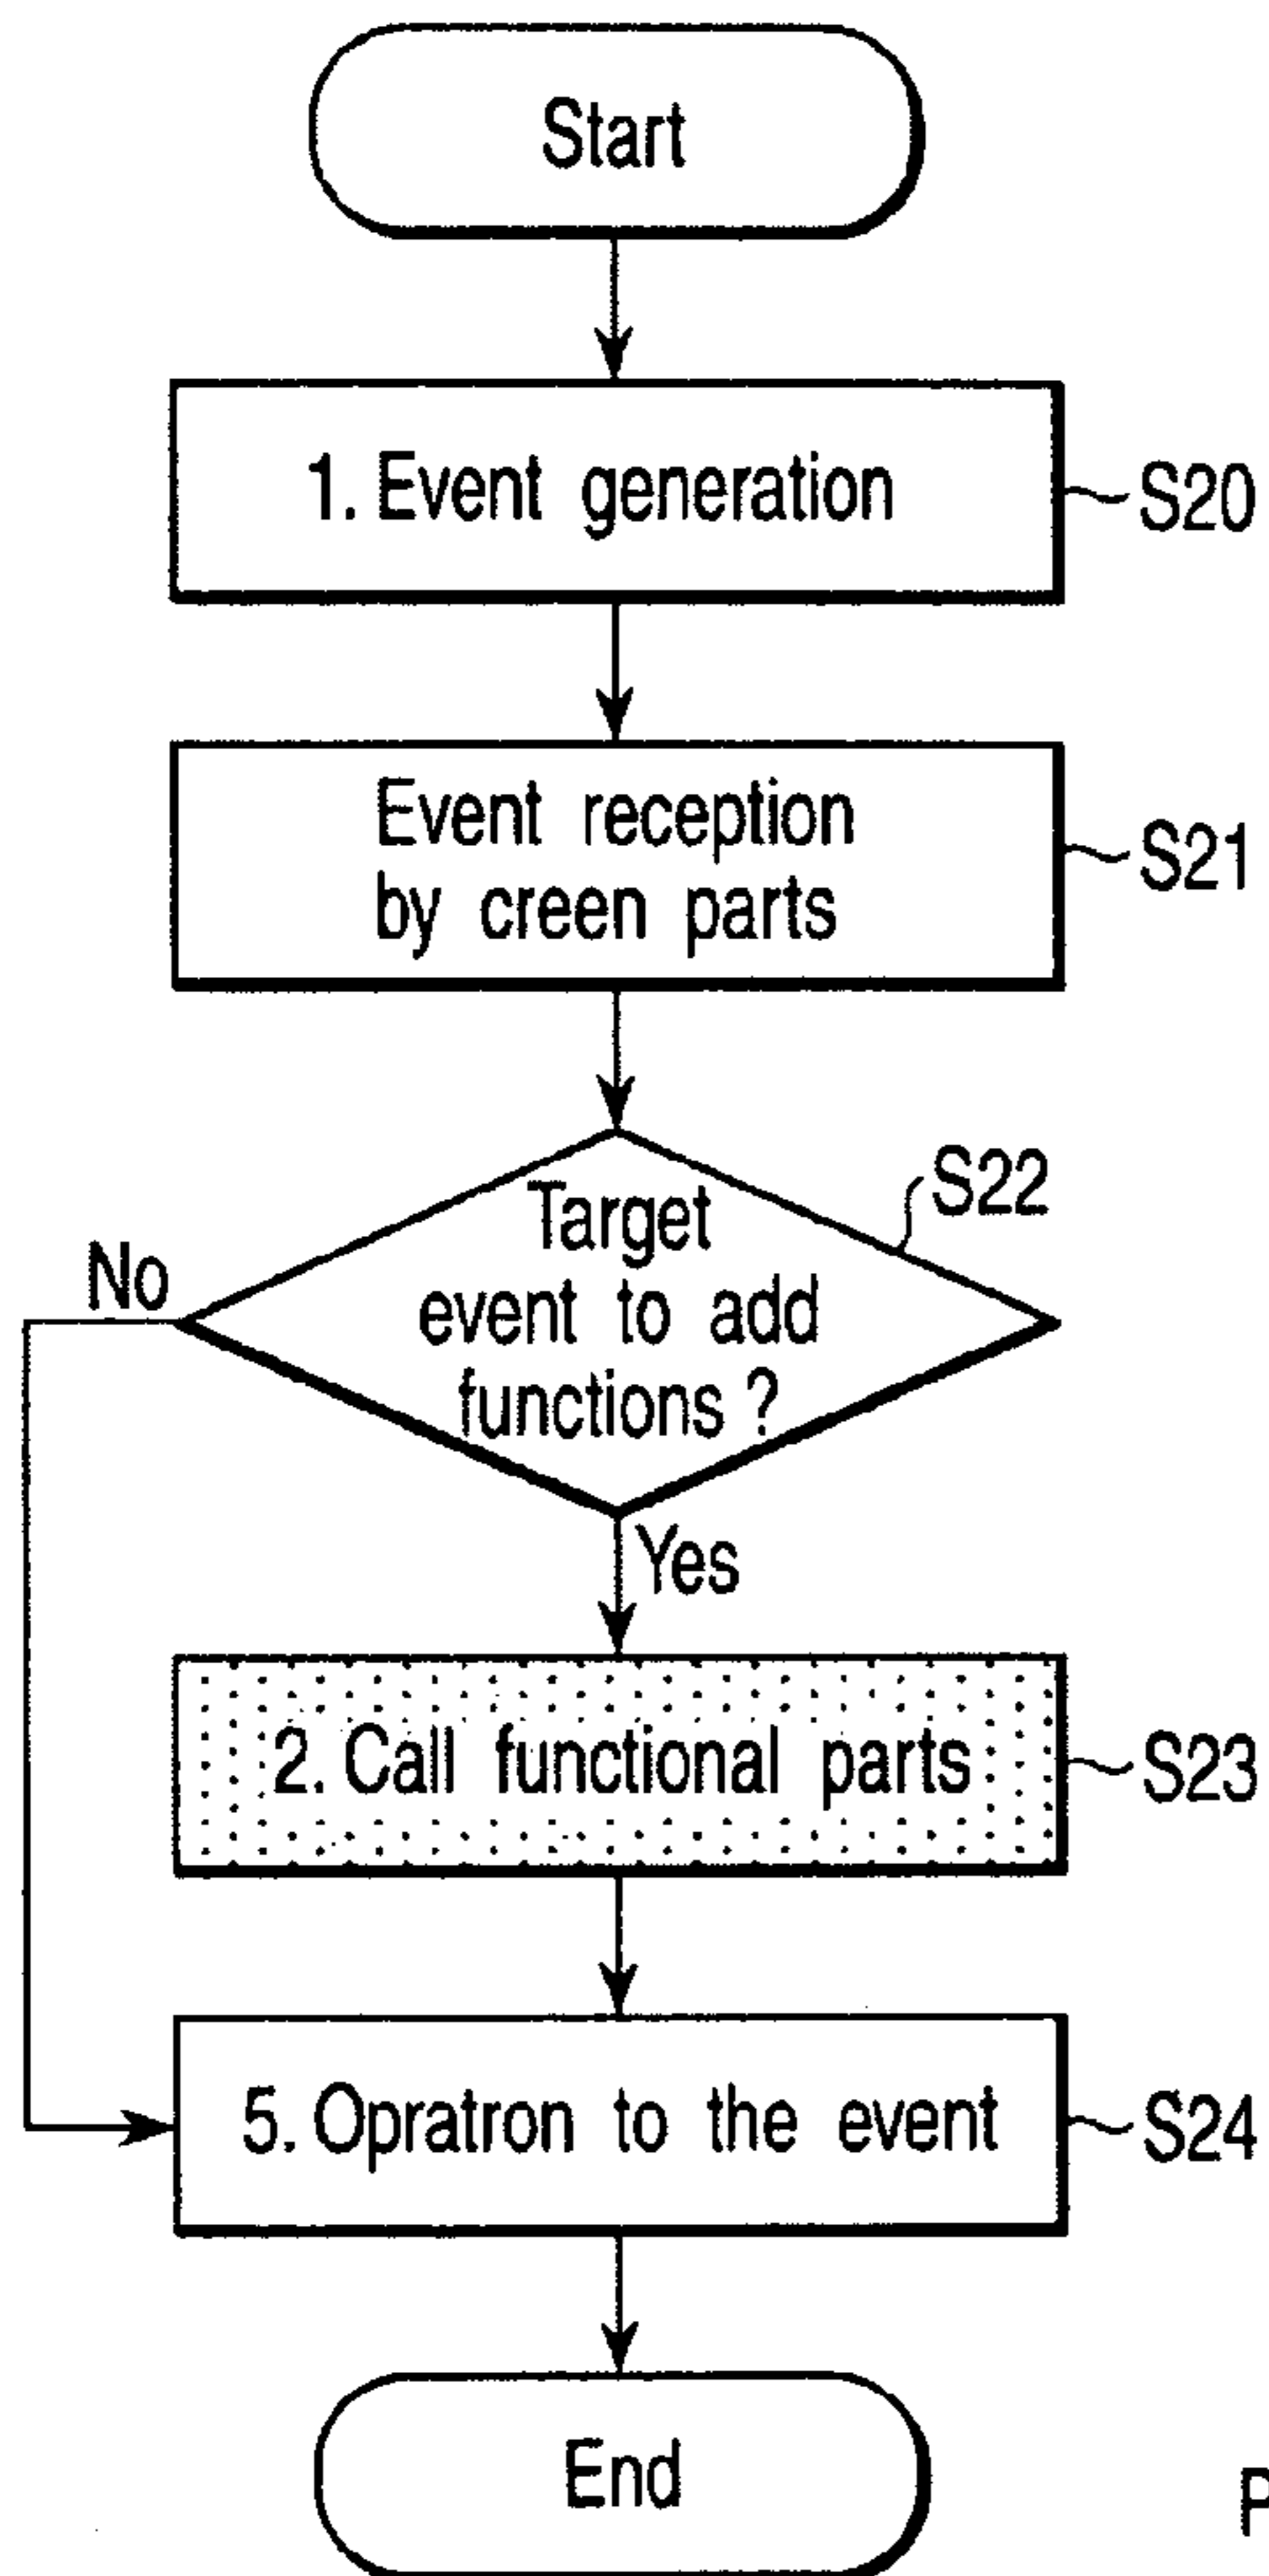 Start
1. Event generation
S20
Event reception
by creen parts
S21
Target
event to add
functions ?
S22
No
Yes
2. Call functional parts
S23
5. Opratron to the event
S24
End
P